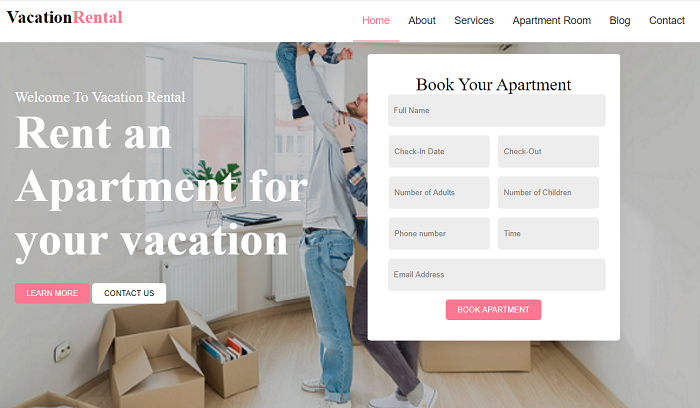 VacationRental
Home About Services Apartment Room Blog Contact
Welcome To Vacation Rental
Rent an
Apartment for
your vacation
LEARN MORE CONTACT US
Book Your Apartment
Full Name
Check-In Date Check-Out
Number of Adults Number of Children
Phone number Time
Email Address
BOOK APARTMENT